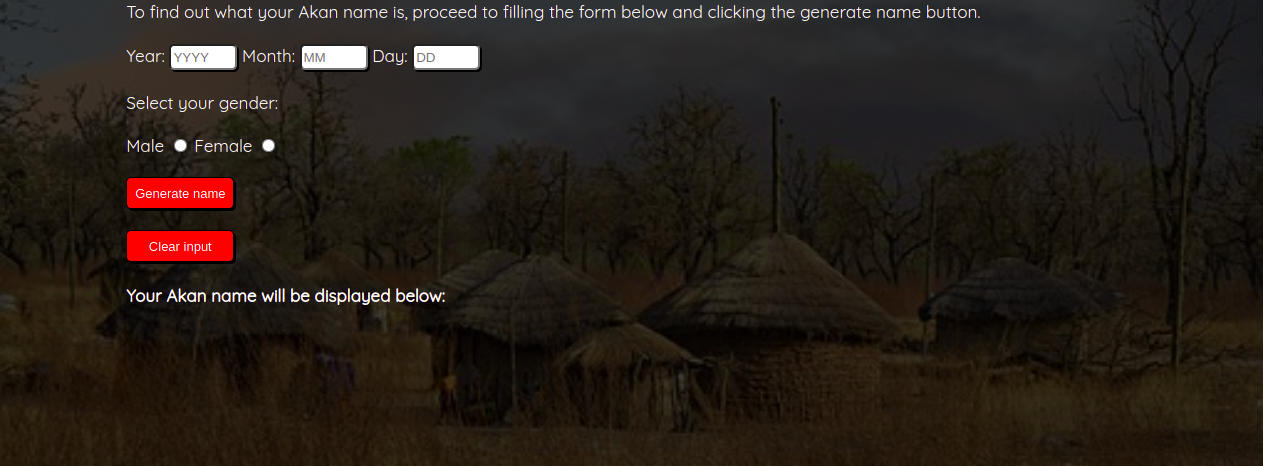 To find out what your Akan name is, proceed to filling the form below and clicking the generate name button.
Year: YYYY Month: MM Day: DD
Select your gender:
Male Female
Generate name
Clear input
Your Akan name will be displayed below: